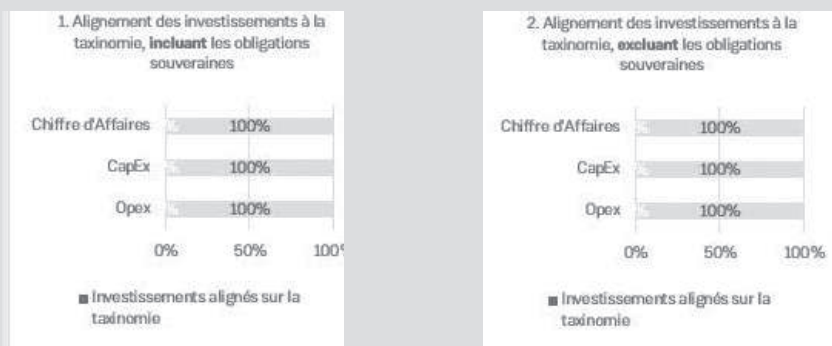 1. Alignement des investissements à la
taxinomie, incluant les obligations
souveraines
Chiffre d'Affaires
100%
CapEx
100%
Opex
100%
0% 50% 100%
Investissements alignés sur la
taxinomie
2. Alignement des investissements à la
taxinomie, excluant les obligations
souveraines
Chiffre d'Affaires
100%
CapEx
100%
Opex
100%
0% 50% 100%
Investissements alignés sur la
taxinomie